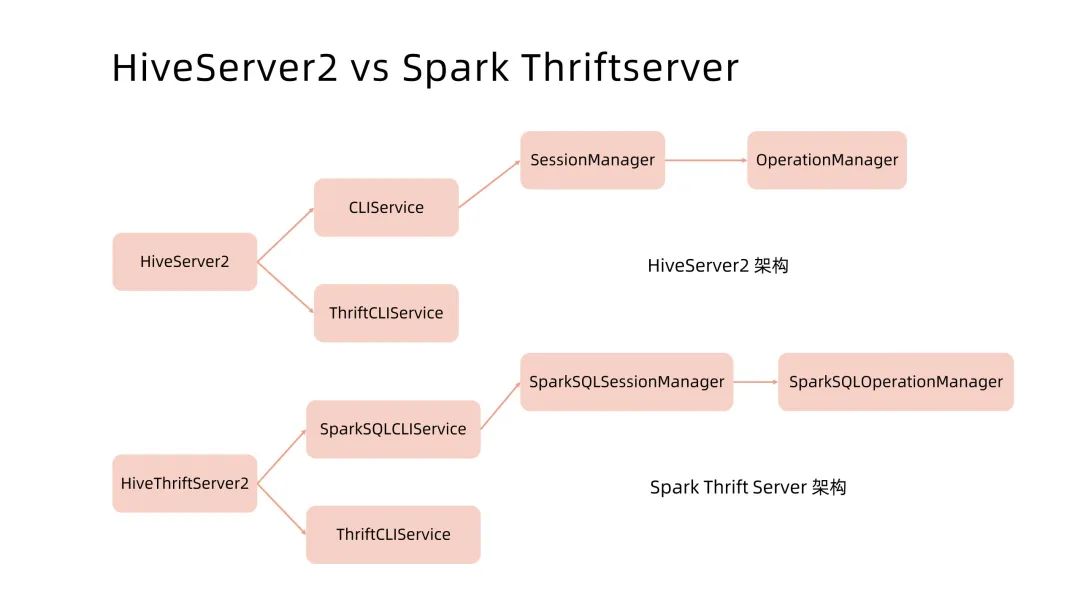 HiveServer2 vs Spark Thriftserver
SessionManager
OperationManager
CLIService
HiveServer2
HiveServer2 架构
ThriftCLIService
SparkSQLSessionManager
SparkSQLOperationManager
SparkSQLCLIService
HiveThriftServer2
Spark Thrift Server 架构
ThriftCLIService